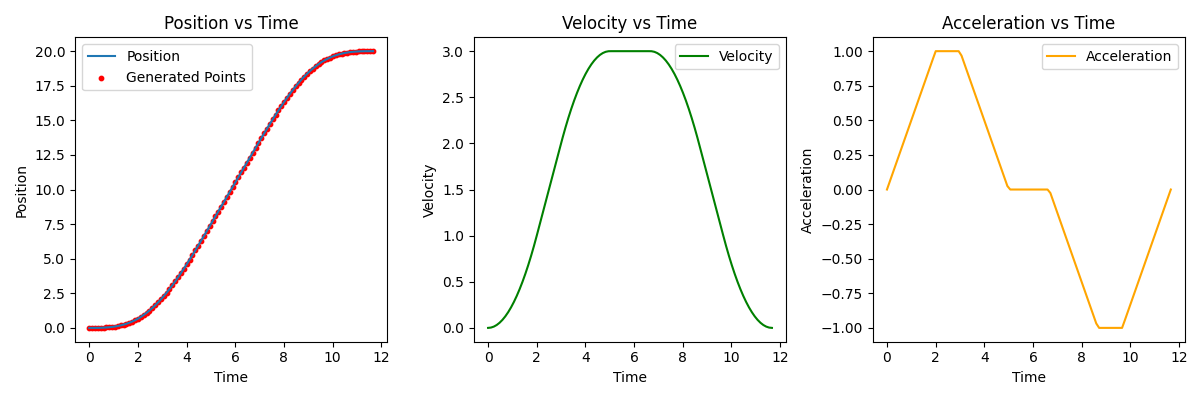 Position vs Time
Position
Generated Points
20.0
17.5
15.0
12.5
10.0
7.5
5.0
2.5
0.0
Position
0 2 4 6 8 10 12
Time
Velocity vs Time
Velocity
3.0
2.5
2.0
1.5
1.0
0.5
0.0
Velocity
0 2 4 6 8 10 12
Time
Acceleration vs Time
Acceleration
1.00
0.75
0.50
0.25
0.00
−0.25
−0.50
−0.75
−1.00
Acceleration
0 2 4 6 8 10 12
Time